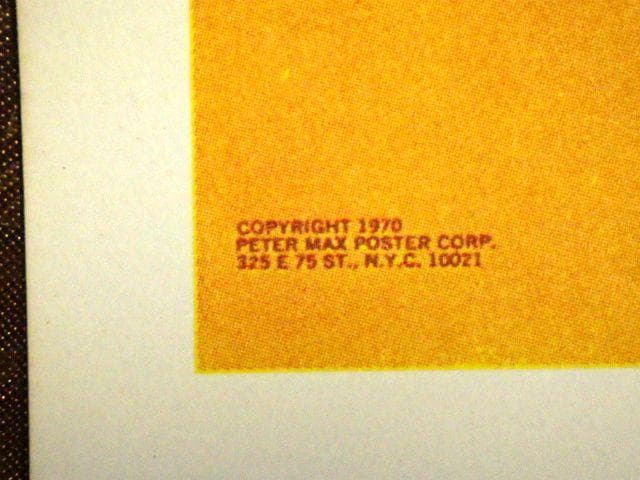 COPYRIGHT 1970
PETER MAX POSTER CORP.
325 E 75 ST., N.Y.C. 10021